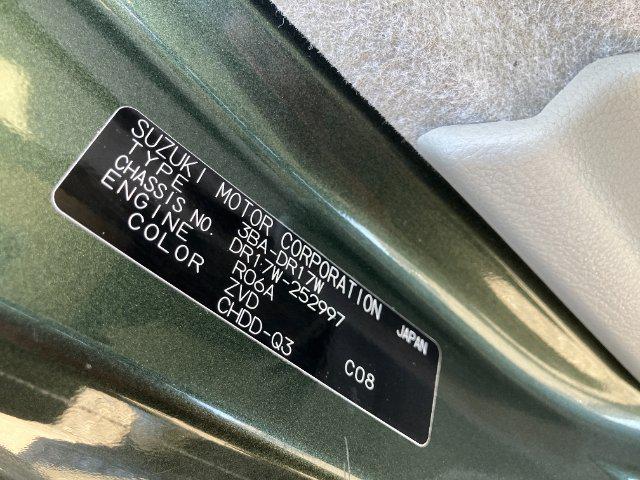 SUZUKI MOTOR CORPORATION JAPAN
TYPE 3BA-DR17W
CHASSIS NO. DR17W-252997
ENGINE R06A
COLOR ZVD
CHDD-Q3 C08